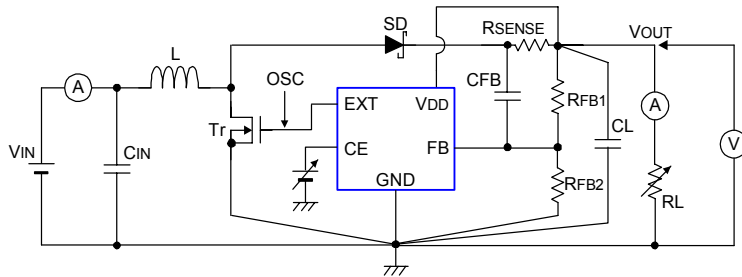 SD
RSENSE
VOUT
L
OSC
CFB
A
EXT
VDD
RFB1
A
Tr
CL
VIN
CIN
CE
FB
V
RFB2
RL
GND